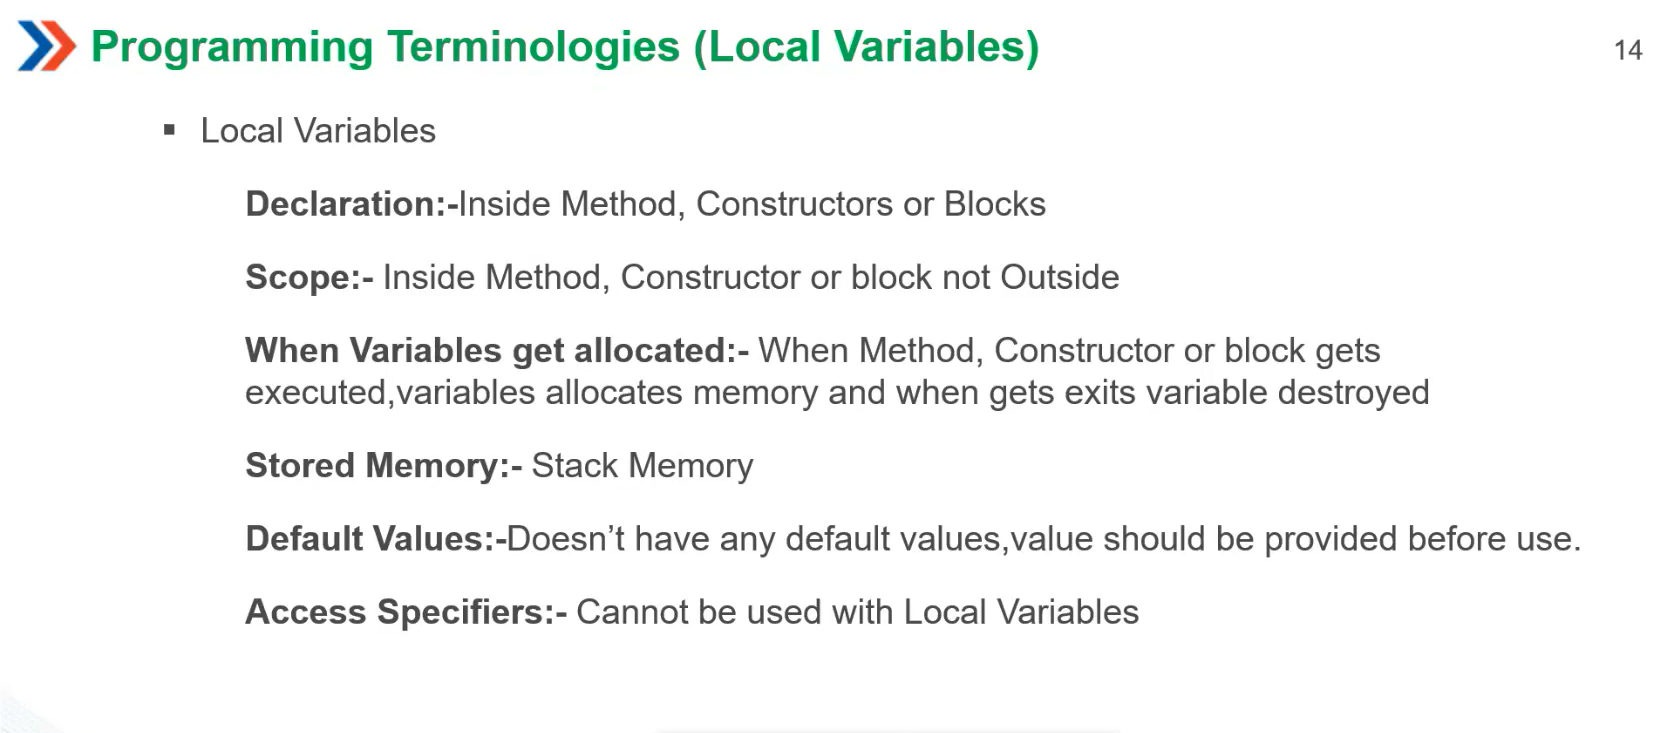 Programming Terminologies (Local Variables)
14
▪ Local Variables
Declaration:-Inside Method, Constructors or Blocks
Scope:- Inside Method, Constructor or block not Outside
When Variables get allocated:- When Method, Constructor or block gets
executed,variables allocates memory and when gets exits variable destroyed
Stored Memory:- Stack Memory
Default Values:-Doesn’t have any default values,value should be provided before use.
Access Specifiers:- Cannot be used with Local Variables